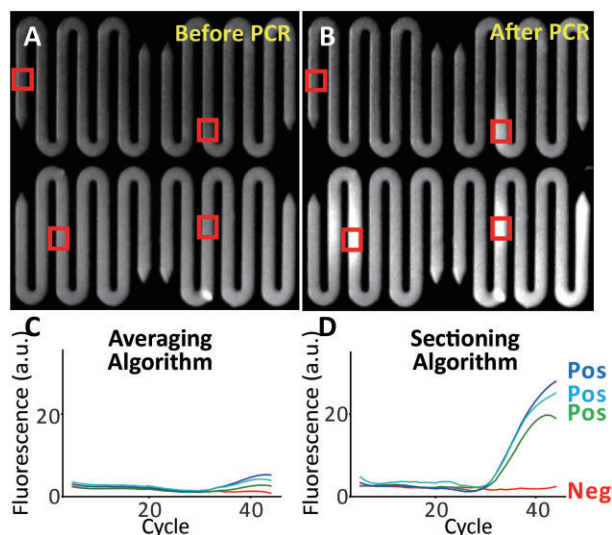 A
Before PCR
B
After PCR
C
Averaging
Algorithm
Fluorescence (a.u.)
20
20
40
Cycle
D
Sectioning
Algorithm
Fluorescence (a.u.)
20
0
20
40
Cycle
Pos
Pos
Pos
Neg